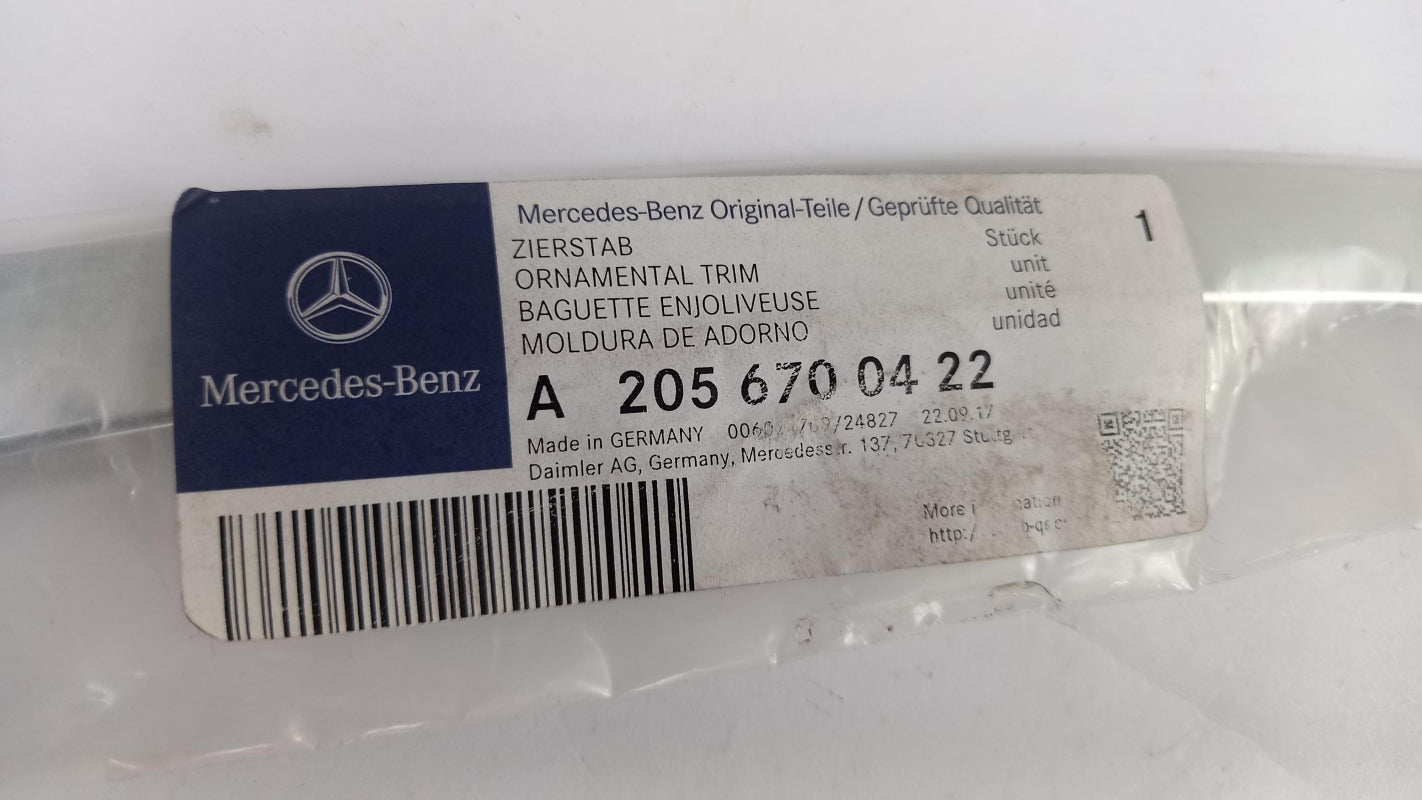 Mercedes-Benz
Mercedes-Benz Original-Teile / Geprüfte Qualität
ZIERSTAB
ORNAMENTAL TRIM
BAGUETTE ENJOLIVEUSE
MOLDURA DE ADORNO
Stück 1
unit
unité
unidad
A 205 670 04 22
Made in GERMANY 22.09.17
Daimler AG, Germany, 137,
More